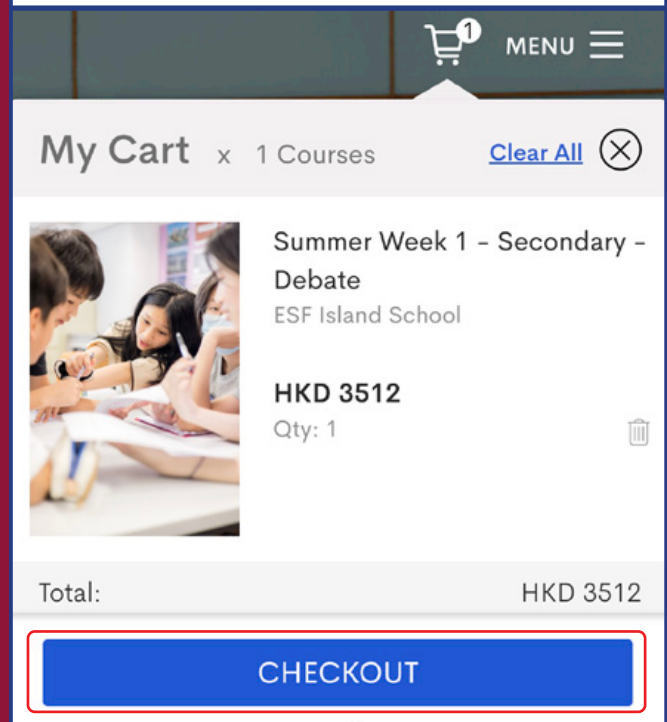 1
MENU
My Cart x 1 Courses Clear All
Summer Week 1 - Secondary -
Debate
ESF Island School
HKD 3512
Qty: 1
Total: HKD 3512
CHECKOUT